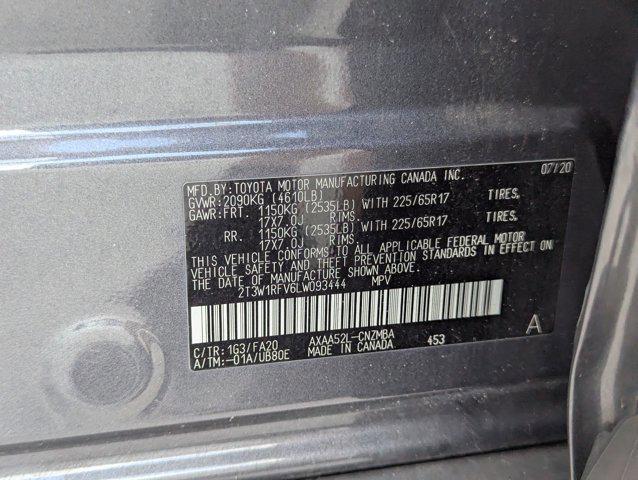 MFD.BY:TOYOTA MOTOR MANUFACTURING CANADA INC. 07/20
GVWR:2090KG (4610LB)
GAWR:FRT. 1150KG (2535LB) WITH 225/65R17 TIRES,
17X7.0J RIMS.
RR. 1150KG (2535LB) WITH 225/65R17 TIRES,
17X7.0J RIMS.
THIS VEHICLE CONFORMS TO ALL APPLICABLE FEDERAL MOTOR
VEHICLE SAFETY AND THEFT PREVENTION STANDARDS IN EFFECT ON
THE DATE OF MANUFACTURE SHOWN ABOVE.
2T3W1RFV6LW093444 MPV
C/TR:1G3/FA20 AXAA52L-CNZMBA 453 A
A/TM:-01A/UB80E MADE IN CANADA